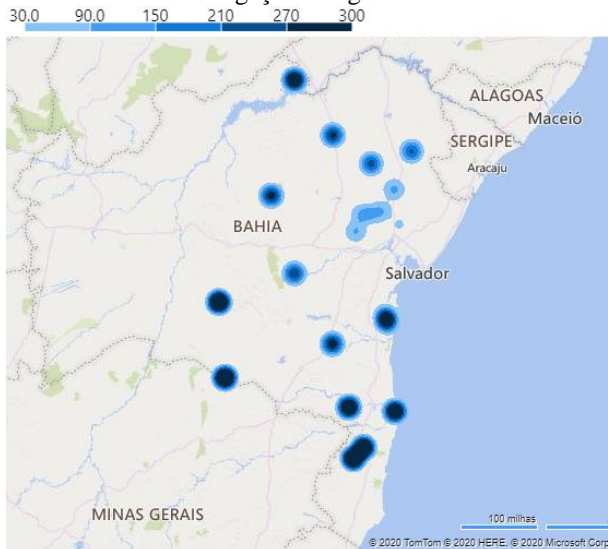 30.0 90.0 150 210 270 300
ALAGOAS
Maceió
SERGIPE
Aracaju
BAHIA
Salvador
MINAS GERAIS
100 milhas
© 2020 TomTom © 2020 HERE, © 2020 Microsoft Corp